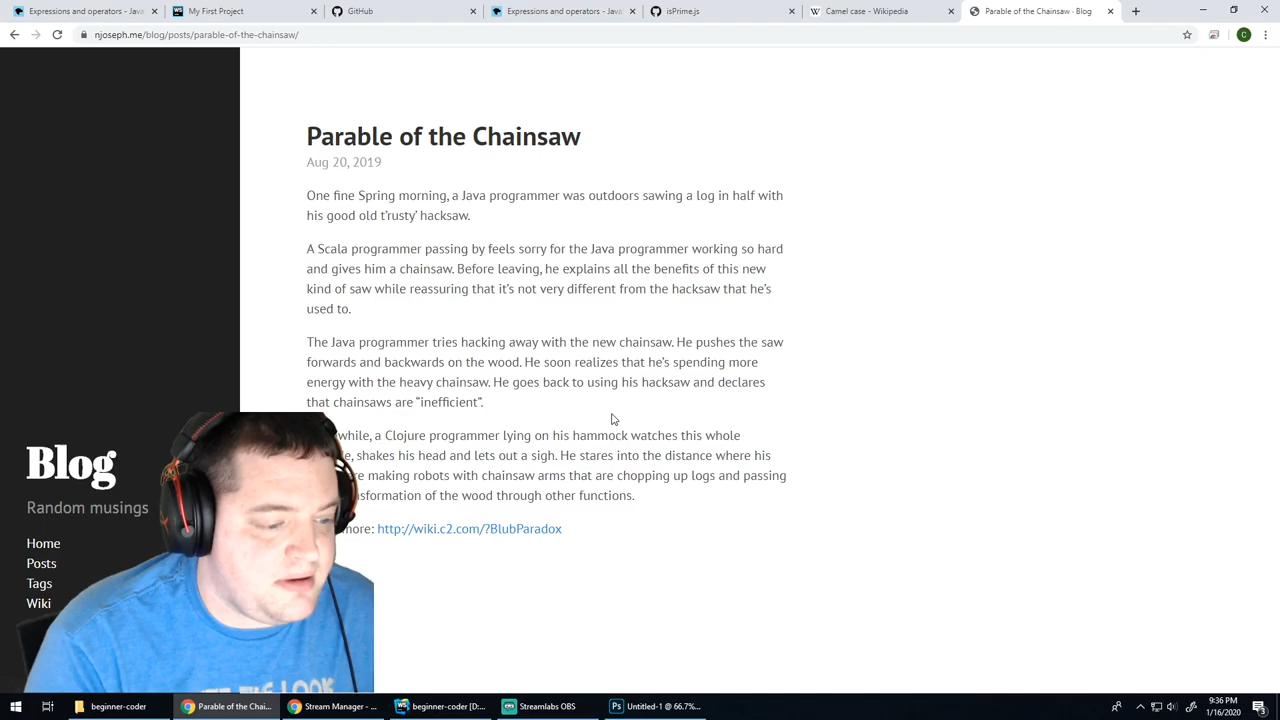 Expressions and operators - Java
My First Project
GitHub
Expressions and operators - Java
isPrime.js
Camel case - Wikipedia
Parable of the Chainsaw · Blog
njoseph.me/blog/posts/parable-of-the-chainsaw/
C
Parable of the Chainsaw
Aug 20, 2019
One fine Spring morning, a Java programmer was outdoors sawing a log in half with
his good old t'rusty' hacksaw.
A Scala programmer passing by feels sorry for the Java programmer working so hard
and gives him a chainsaw. Before leaving, he explains all the benefits of this new
kind of saw while reassuring that it's not very different from the hacksaw that he's
used to.
The Java programmer tries hacking away with the new chainsaw. He pushes the saw
forwards and backwards on the wood. He soon realizes that he's spending more
energy with the heavy chainsaw. He goes back to using his hacksaw and declares
that chainsaws are “inefficient”.
while, a Clojure programmer lying on his hammock watches this whole
, shakes his head and lets out a sigh. He stares into the distance where his
re making robots with chainsaw arms that are chopping up logs and passing
nsformation of the wood through other functions.
more: http://wiki.c2.com/?BlubParadox
Blog
Random musings
Home
Posts
Tags
Wiki
beginner-coder
Parable of the Chai...
Stream Manager - ...
beginner-coder [D:...
Streamlabs OBS
Untitled-1 @ 66.7%...
9:36 PM
1/16/2020